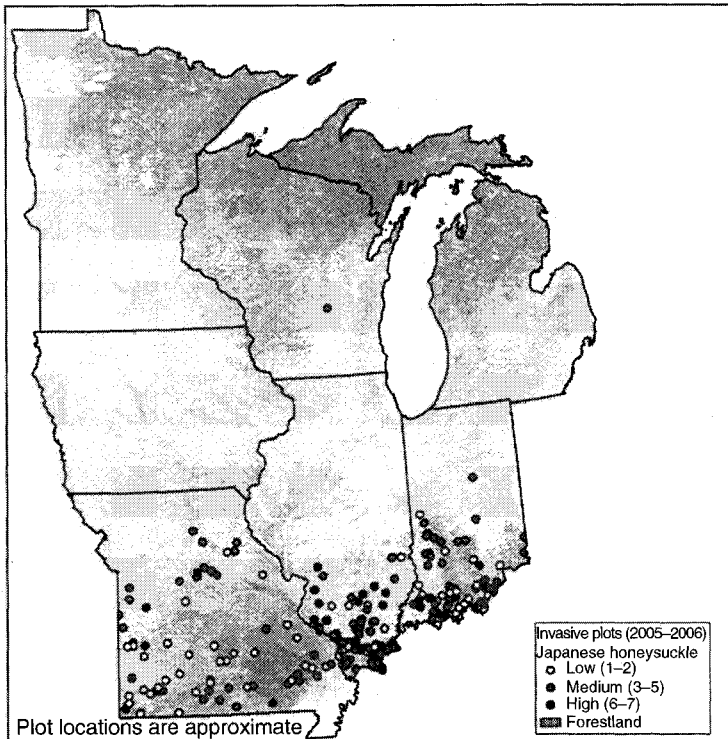 Invasive plots (2005–2006)
Japanese honeysuckle
Low (1–2)
Medium (3–5)
High (6–7)
Forestland
Plot locations are approximate